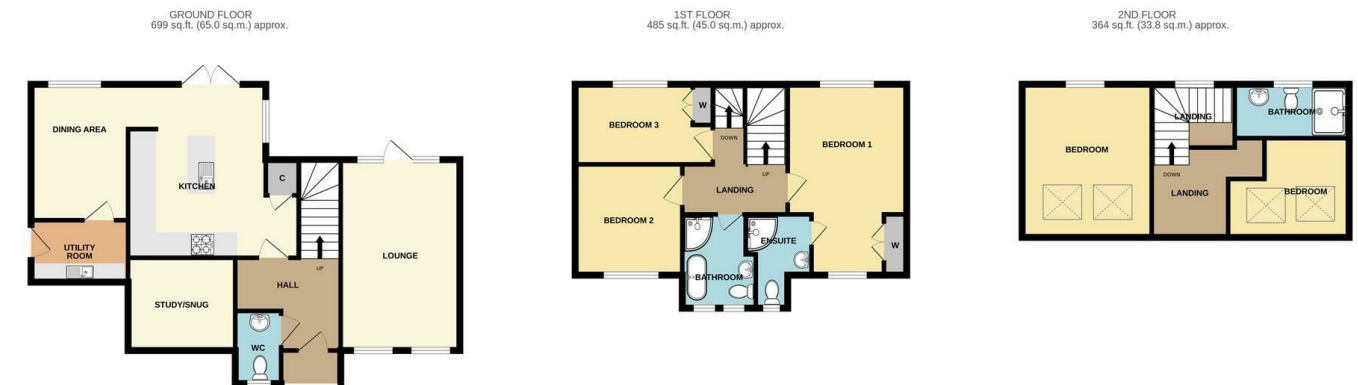 GROUND FLOOR
699 sq.ft. (65.0 sq.m.) approx.
DINING AREA
KITCHEN
C
UTILITY
ROOM
UP
LOUNGE
HALL
STUDY/SNUG
WC
1ST FLOOR
485 sq.ft. (45.0 sq.m.) approx.
BEDROOM 3
W
DOWN
BEDROOM 1
UP
LANDING
BEDROOM 2
ENSUITE
W
BATHROOM
2ND FLOOR
364 sq.ft. (33.8 sq.m.) approx.
BATHROOM
LANDING
BEDROOM
DOWN
LANDING
BEDROOM